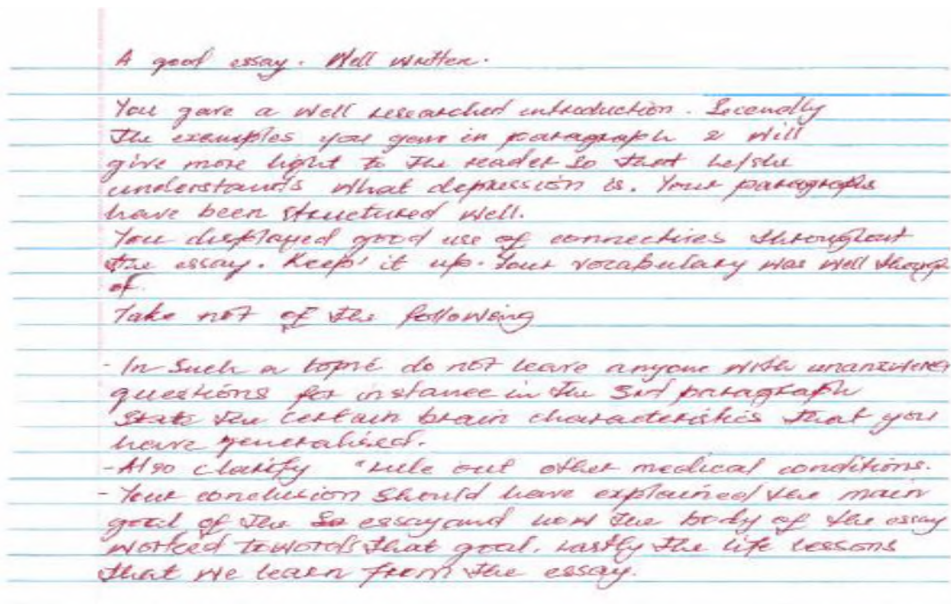 A good essay. Well written.
You gave a well researched introduction. Secondly
The examples you gave in paragraph 2 will
give more light to the reader so that he/she
understands what depression is. Your paragraphs
have been structured well.
You displayed good use of connectives throughout
the essay. Keep it up. Your vocabulary was well though
of.
Take not of the following
- In such a topic do not leave anyone with unanswered
questions for instance in the 3rd paragraph
State the certain brain characteristics that you
have generalised.
- Also clarify "rule out other medical conditions.
- Your conclusion should have explained the main
goal of the essay and how the body of the essay
worked towards that goal. Lastly the life lessons
that we learn from the essay.